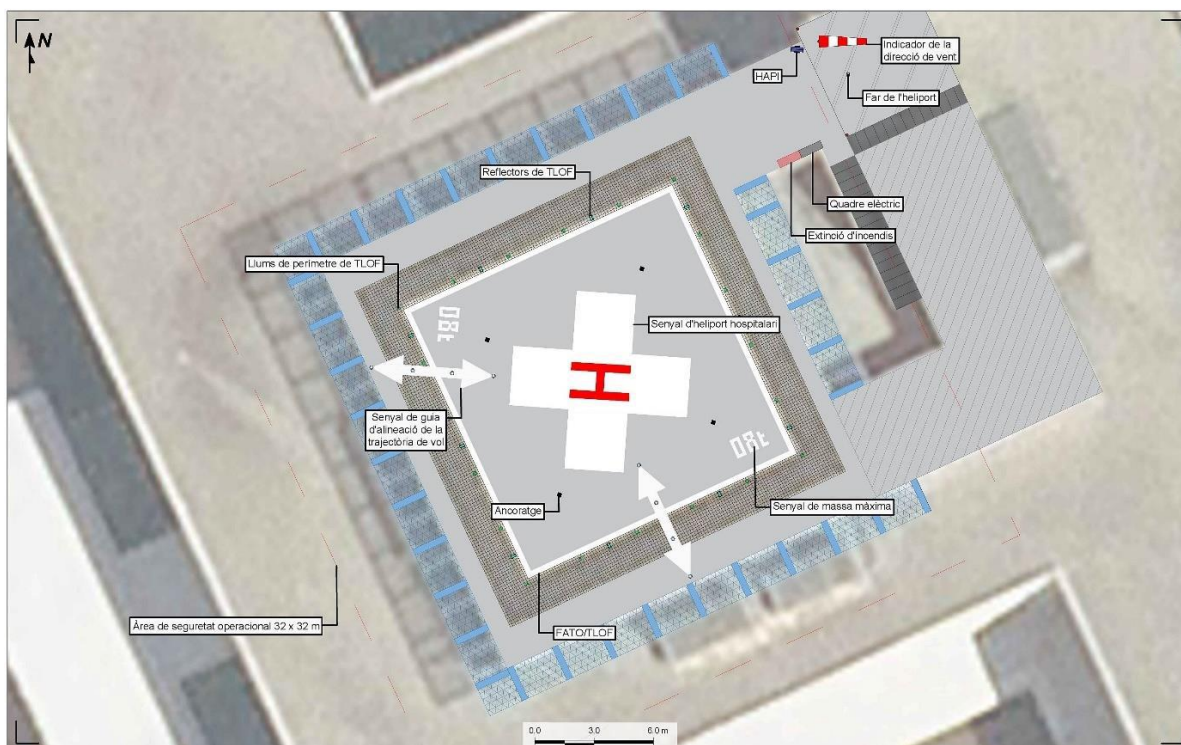 N
Indicador de la
direcció de vent
HAPI
Far de l'heliport
Reflectors de TLOF
Quadre elèctric
Extinció d'incendis
Llums de perímetre de TLOF
08t
Senyal d'heliport hospitalari
H
Senyal de guia
d'alineació de la
trajectòria de vol
08t
Ancoratge
Senyal de massa màxima
Àrea de seguretat operacional 32 x 32 m
FATO/TLOF
0.0 3.0 6.0 m